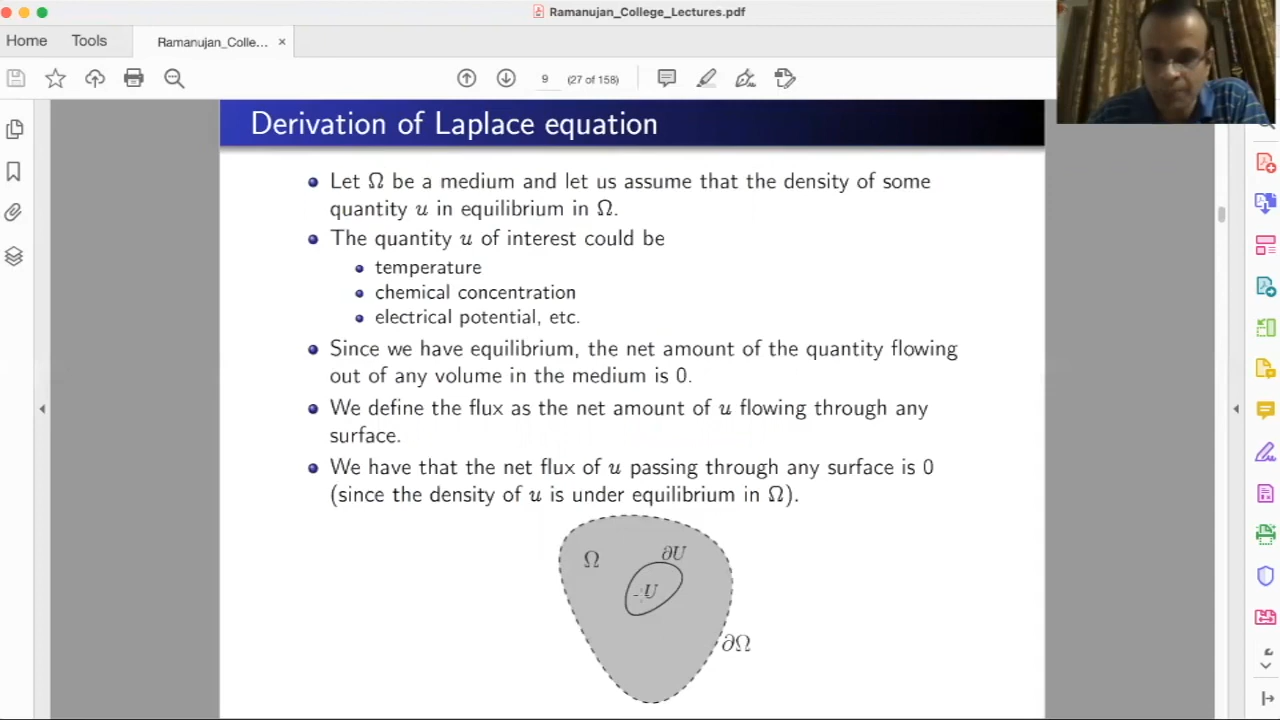 Ramanujan_College_Lectures.pdf
Home Tools Ramanujan_Colle... ×
9 (27 of 158)
Derivation of Laplace equation
Let Ω be a medium and let us assume that the density of some
quantity u in equilibrium in Ω.
The quantity u of interest could be
temperature
chemical concentration
electrical potential, etc.
Since we have equilibrium, the net amount of the quantity flowing
out of any volume in the medium is 0.
We define the flux as the net amount of u flowing through any
surface.
We have that the net flux of u passing through any surface is 0
(since the density of u is under equilibrium in Ω).
Ω ∂U
U
∂Ω